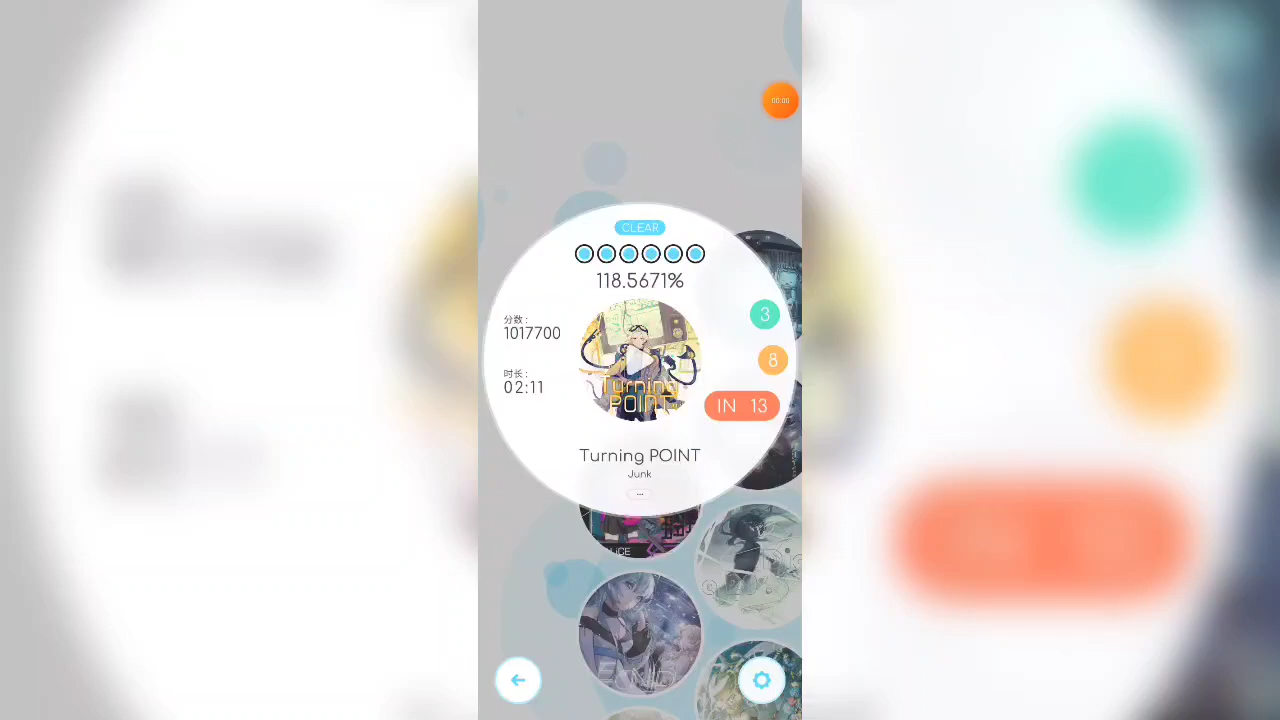 00:00
CLEAR
118.5671%
分数 :
1017700
时长 :
02:11
3
8
IN 13
Turning
POINT
Turning POINT
Junk
...